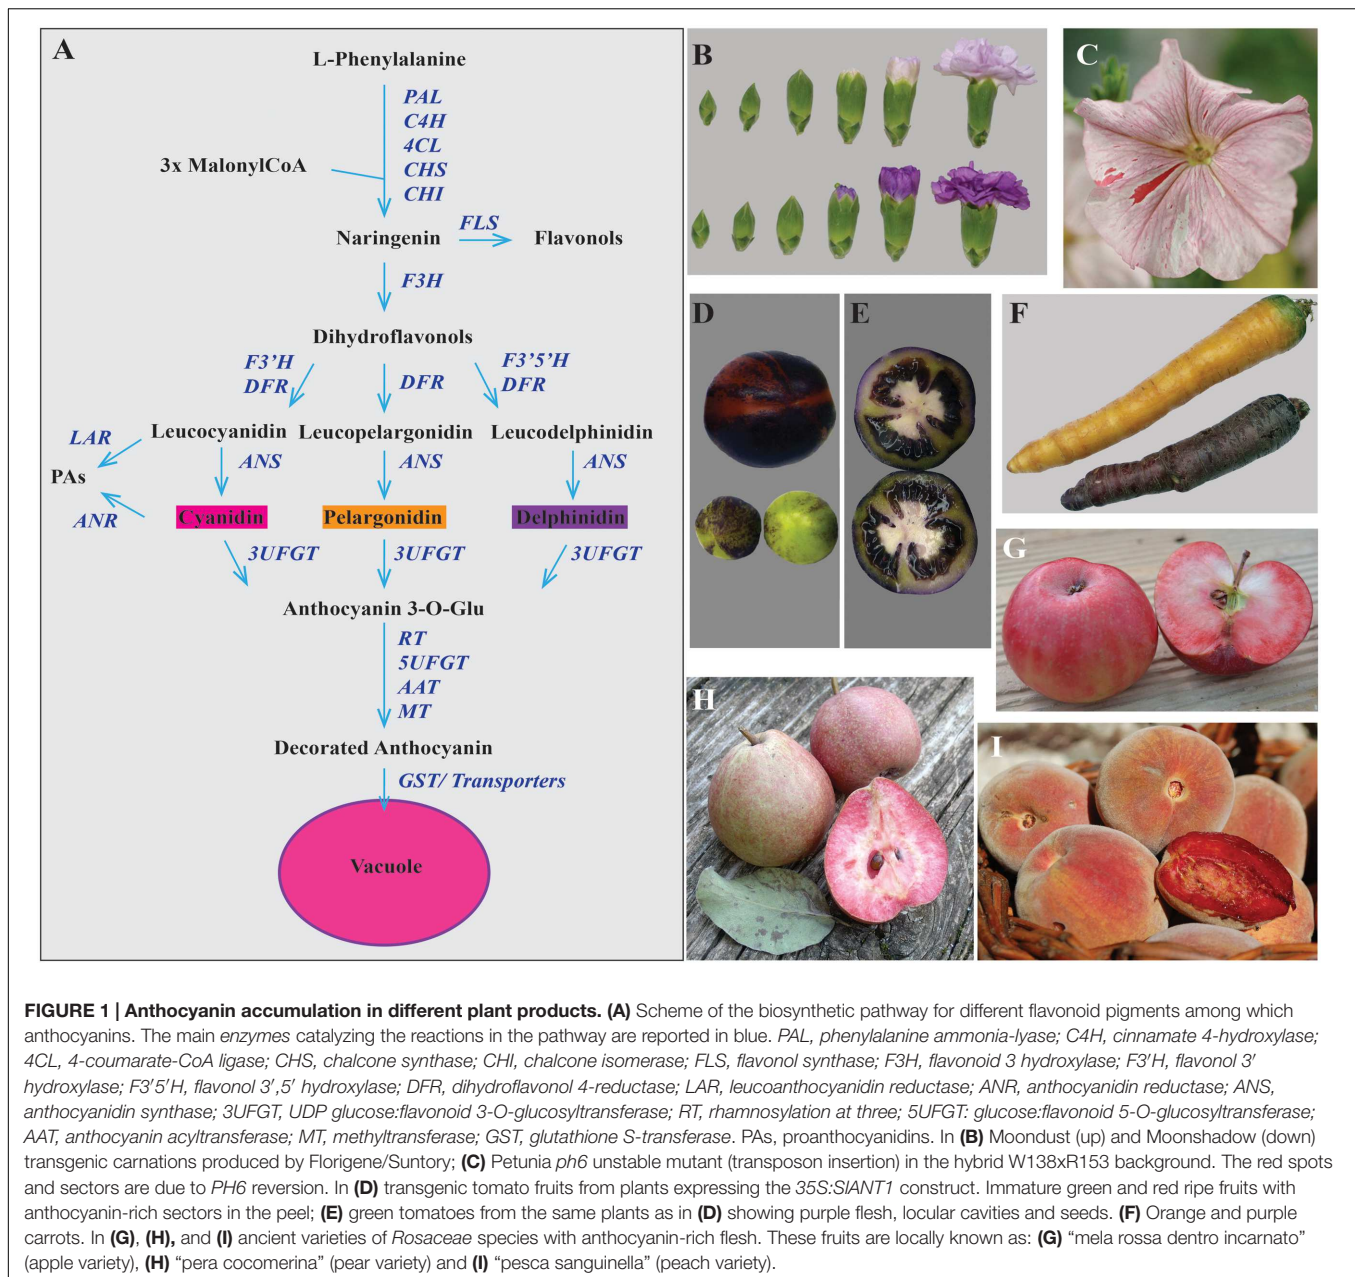 A
L-Phenylalanine
PAL
C4H
4CL
CHS
CHI
3x MalonylCoA
Naringenin
FLS
Flavonols
F3H
Dihydroflavonols
F3’H
DFR
DFR
F3’5’H
DFR
Leucocyanidin
Leucopelargonidin
Leucodelphinidin
LAR
PAs
ANR
ANS
ANS
ANS
Cyanidin
Pelargonidin
Delphinidin
3UFGT
3UFGT
3UFGT
Anthocyanin 3-O-Glu
RT
5UFGT
AAT
MT
Decorated Anthocyanin
GST/ Transporters
Vacuole
B
C
D
E
F
G
H
I
FIGURE 1 | Anthocyanin accumulation in different plant products. (A) Scheme of the biosynthetic pathway for different flavonoid pigments among which
anthocyanins. The main enzymes catalyzing the reactions in the pathway are reported in blue. PAL, phenylalanine ammonia-lyase; C4H, cinnamate 4-hydroxylase;
4CL, 4-coumarate-CoA ligase; CHS, chalcone synthase; CHI, chalcone isomerase; FLS, flavonol synthase; F3H, flavonoid 3 hydroxylase; F3′H, flavonol 3′
hydroxylase; F3′5′H, flavonol 3′,5′ hydroxylase; DFR, dihydroflavonol 4-reductase; LAR, leucoanthocyanidin reductase; ANR, anthocyanidin reductase; ANS,
anthocyanidin synthase; 3UFGT, UDP glucose:flavonoid 3-O-glucosyltransferase; RT, rhamnosylation at three; 5UFGT: glucose:flavonoid 5-O-glucosyltransferase;
AAT, anthocyanin acyltransferase; MT, methyltransferase; GST, glutathione S-transferase. PAs, proanthocyanidins. In (B) Moondust (up) and Moonshadow (down)
transgenic carnations produced by Florigene/Suntory; (C) Petunia ph6 unstable mutant (transposon insertion) in the hybrid W138xR153 background. The red spots
and sectors are due to PH6 reversion. In (D) transgenic tomato fruits from plants expressing the 35S:SlANT1 construct. Immature green and red ripe fruits with
anthocyanin-rich sectors in the peel; (E) green tomatoes from the same plants as in (D) showing purple flesh, locular cavities and seeds. (F) Orange and purple
carrots. In (G), (H), and (I) ancient varieties of Rosaceae species with anthocyanin-rich flesh. These fruits are locally known as: (G) “mela rossa dentro incarnato”
(apple variety), (H) “pera cocomerina” (pear variety) and (I) “pesca sanguinella” (peach variety).